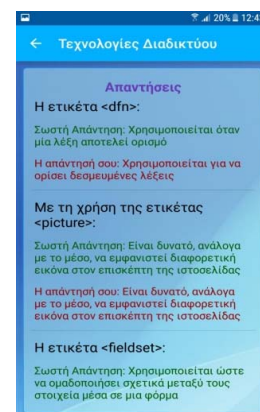 20% 12:4
Τεχνολογίες Διαδικτύου
Απαντήσεις
Η ετικέτα <dfn>:
Σωστή Απάντηση: Χρησιμοποιείται όταν
μία λέξη αποτελεί ορισμό
Η απάντησή σου: Χρησιμοποιείται για να
ορίσει δεσμευμένες λέξεις
Με τη χρήση της ετικέτας
<picture>:
Σωστή Απάντηση: Είναι δυνατό, ανάλογα
με το μέσο, να εμφανιστεί διαφορετική
εικόνα στον επισκέπτη της ιστοσελίδας
Η απάντησή σου: Είναι δυνατό, ανάλογα
με το μέσο, να εμφανιστεί διαφορετική
εικόνα στον επισκέπτη της ιστοσελίδας
Η ετικέτα <fieldset>:
Σωστή Απάντηση: Χρησιμοποιείται ώστε
να ομαδοποιήσει σχετικά μεταξύ τους
στοιχεία μέσα σε μια φόρμα